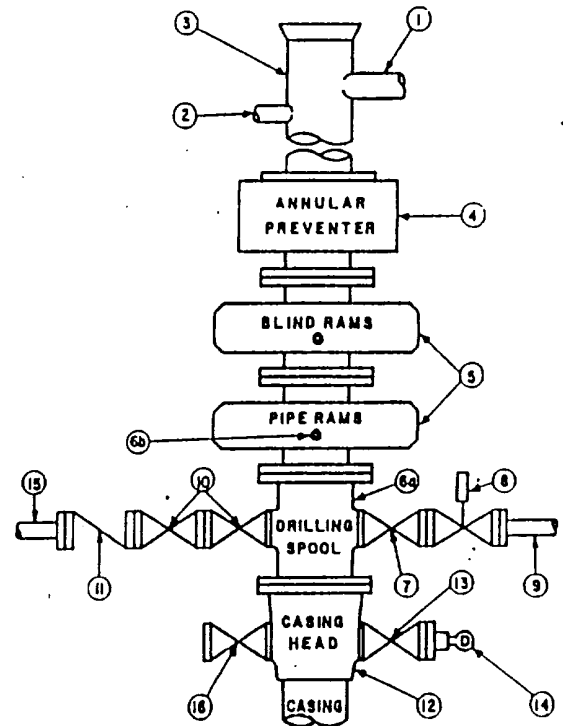 3
1
2
ANNULAR
PREVENTER
4
BLIND RAMS
5
PIPE RAMS
6b
15
10
6a
8
DRILLING
SPOOL
11
7
9
13
CASING
HEAD
D
16
12
14
CASING